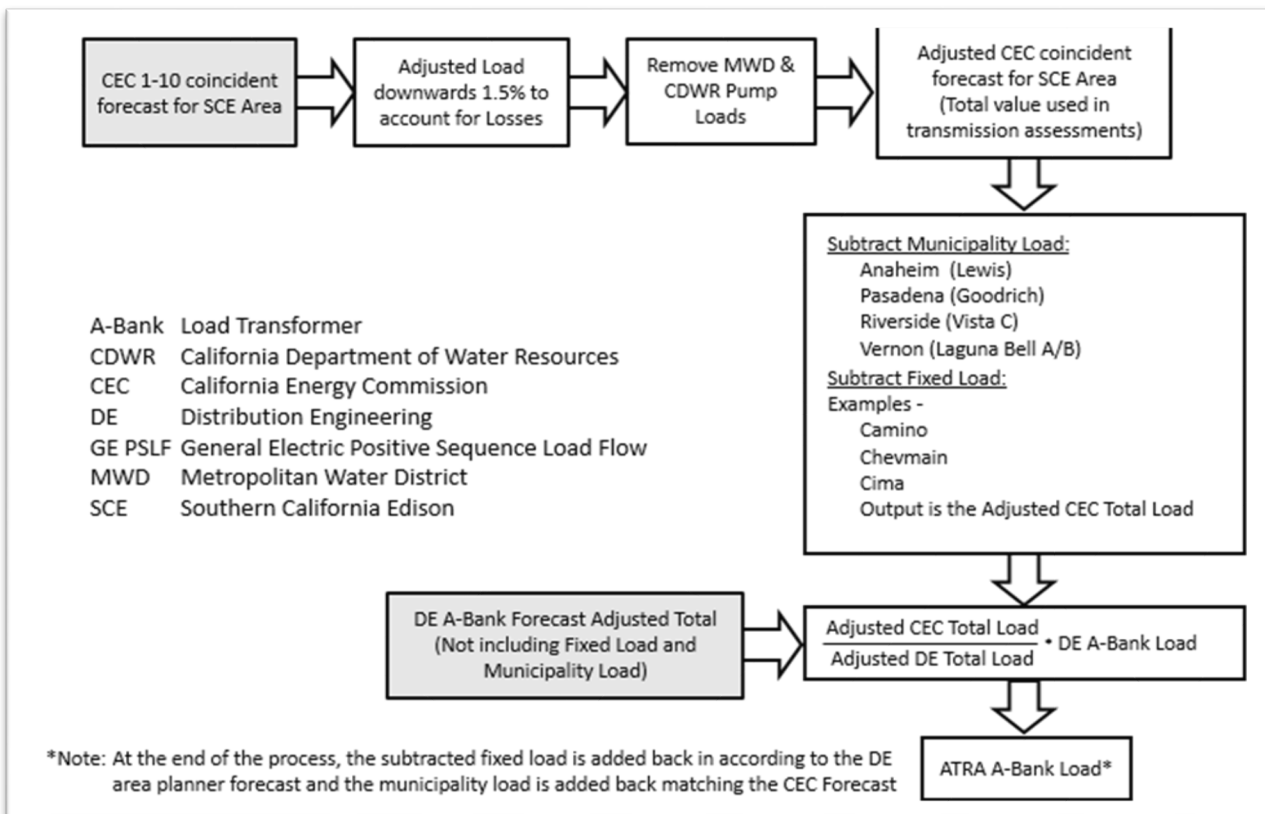 CEC 1-10 coincident
forecast for SCE Area
Adjusted Load
downwards 1.5% to
account for Losses
Remove MWD &
CDWR Pump
Loads
Adjusted CEC coincident
forecast for SCE Area
(Total value used in
transmission assessments)
Subtract Municipality Load:
Anaheim (Lewis)
Pasadena (Goodrich)
Riverside (Vista C)
Vernon (Laguna Bell A/B)
Subtract Fixed Load:
Examples -
Camino
Chevmain
Cima
Output is the Adjusted CEC Total Load
A-Bank Load Transformer
CDWR California Department of Water Resources
CEC California Energy Commission
DE Distribution Engineering
GE PSLF General Electric Positive Sequence Load Flow
MWD Metropolitan Water District
SCE Southern California Edison
DE A-Bank Forecast Adjusted Total
(Not including Fixed Load and
Municipality Load)
Adjusted CEC Total Load
Adjusted DE Total Load
• DE A-Bank Load
ATRA A-Bank Load*
*Note: At the end of the process, the subtracted fixed load is added back in according to the DE
area planner forecast and the municipality load is added back matching the CEC Forecast